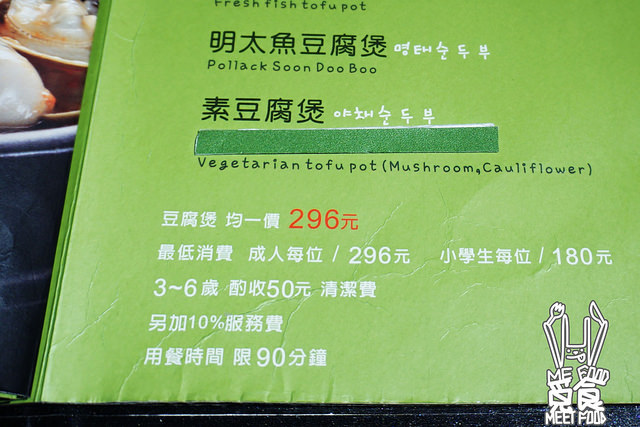 Fresh fish tofu pot
明太魚豆腐煲 명태순두부
Pollack Soon Doo Boo
素豆腐煲 야채순두부
Vegetarian tofu pot (Mushroom,Cauliflower)
豆腐煲 均一價 296元
最低消費 成人每位 / 296元 小學生每位 / 180元
3~6歲 酌收50元 清潔費
另加10%服務費
用餐時間 限90分鐘
MEET FOOD